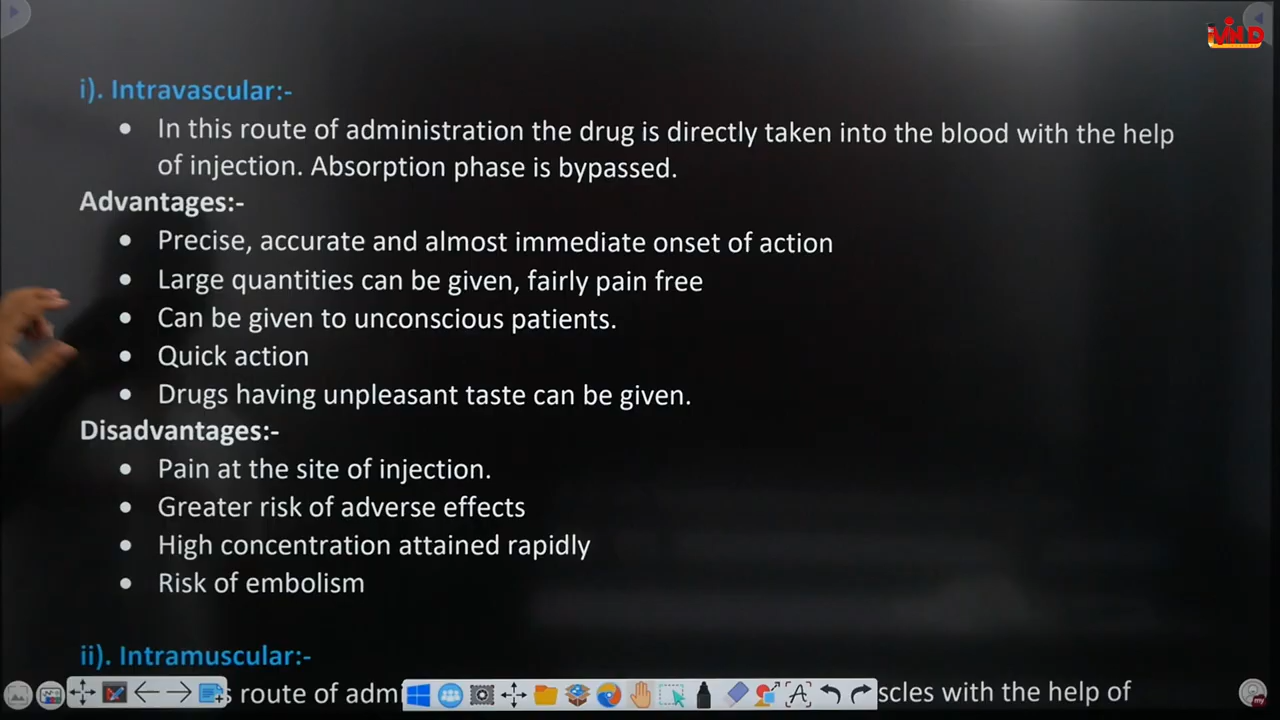 i). Intravascular:-
• In this route of administration the drug is directly taken into the blood with the help
of injection. Absorption phase is bypassed.
Advantages:-
• Precise, accurate and almost immediate onset of action
• Large quantities can be given, fairly pain free
• Can be given to unconscious patients.
• Quick action
• Drugs having unpleasant taste can be given.
Disadvantages:-
• Pain at the site of injection.
• Greater risk of adverse effects
• High concentration attained rapidly
• Risk of embolism
ii). Intramuscular:-
route of adm scles with the help of